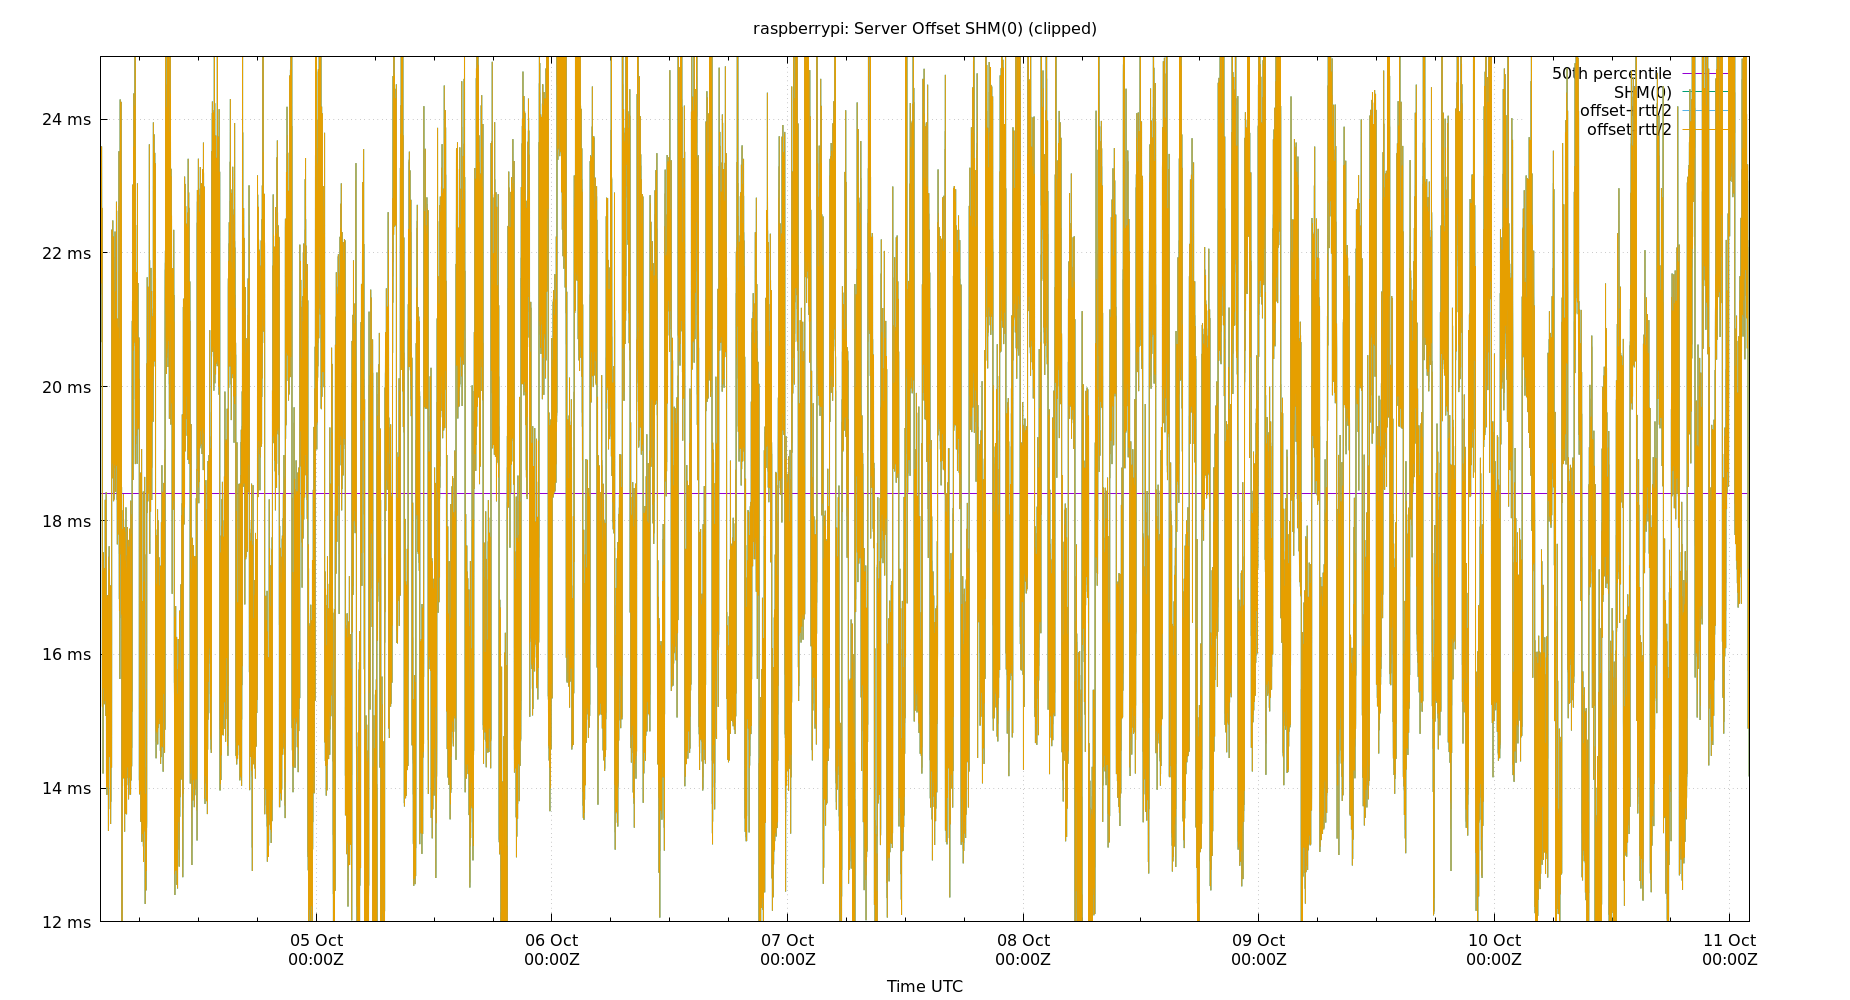 raspberrypi: Server Offset SHM(0) (clipped)
50th percentile
SHM(0)
offset+rtt/2
offset-rtt/2
24 ms
22 ms
20 ms
18 ms
16 ms
14 ms
12 ms
05 Oct 06 Oct 07 Oct 08 Oct 09 Oct 10 Oct 11 Oct
00:00Z 00:00Z 00:00Z 00:00Z 00:00Z 00:00Z 00:00Z
Time UTC